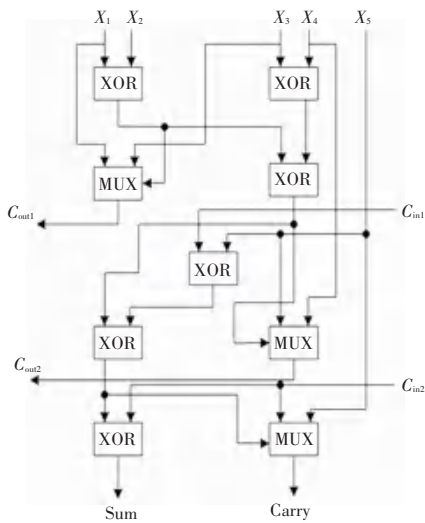 X1 X2 X3 X4 X5
XOR XOR
MUX XOR
Cout1 Cin1
XOR
XOR MUX
Cout2 Cin2
XOR MUX
Sum Carry